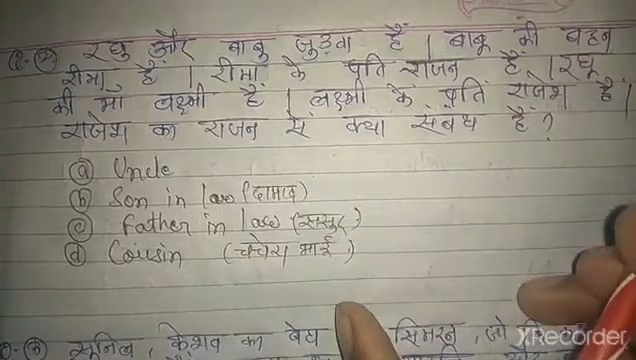 Q-② रघु और बाबु जुड़वा हैं। बाबू की बहन
रीमा है। रीमा के पति राजन हैं। रघू
की माँ लक्ष्मी है। लक्ष्मी के पति राजेश हैं।
राजेश का राजन से क्या संबंध है?
ⓐ Uncle
ⓑ Son in law (दामाद)
ⓒ Father in law (ससुर)
ⓓ Cousin (चचेरा भाई)
③ सुनिल, केशव का बेटा सिमरन, जो
XRecorder